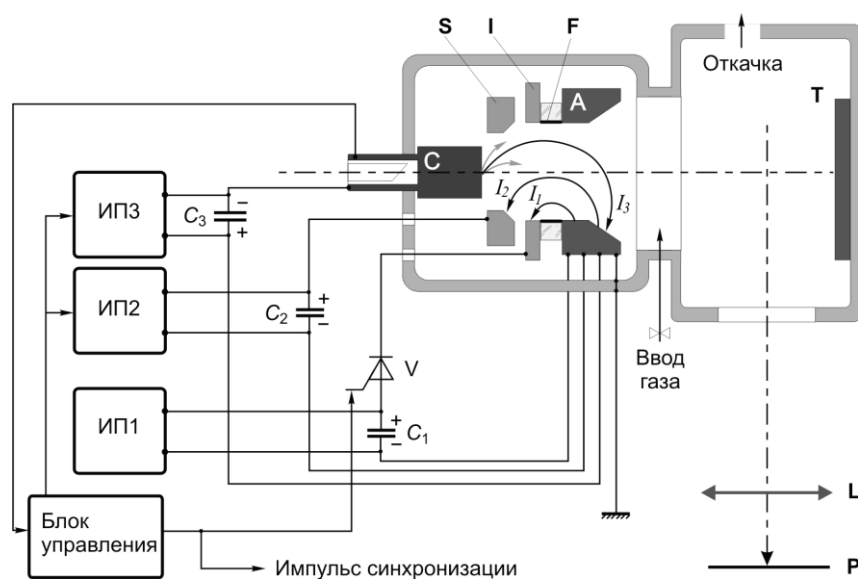 S
I
F
Откачка
A
T
C
I₂
I₁
I₃
ИП3
C₃
−
+
ИП2
C₂
+
−
Ввод
газа
V
ИП1
C₁
+
−
L
Блок
управления
Импульс синхронизации
P